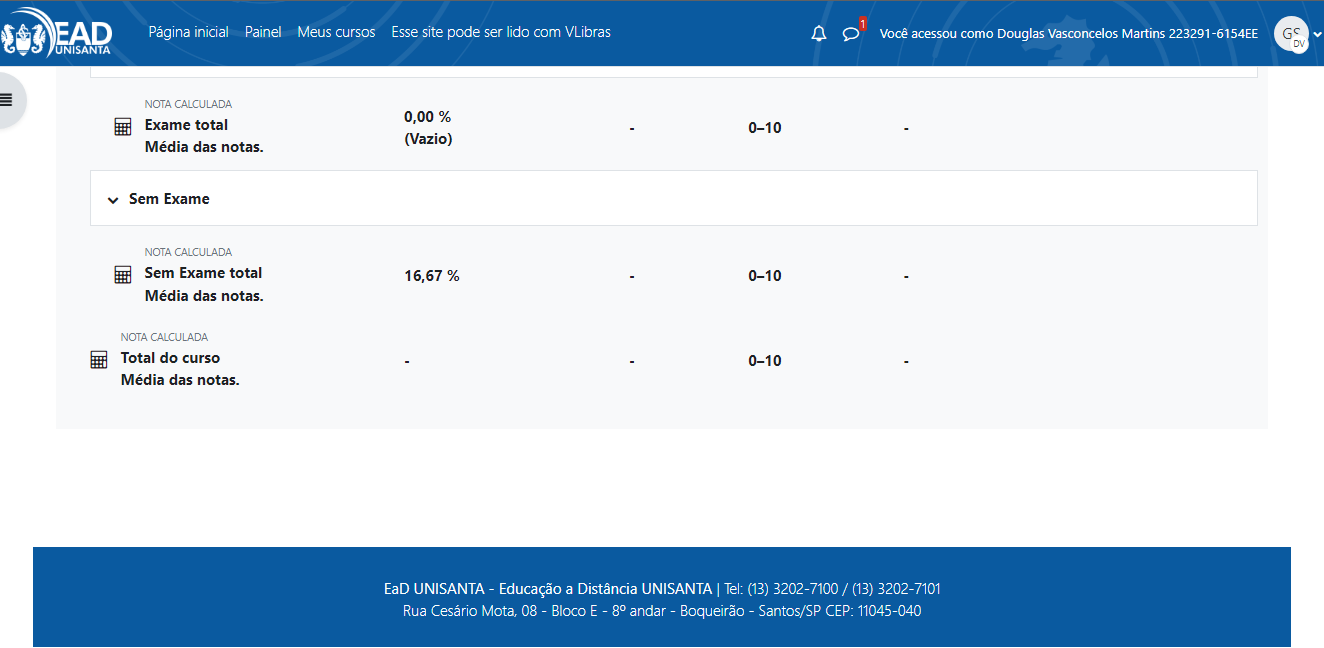 EAD
UNISANTA
Página inicial Painel Meus cursos Esse site pode ser lido com VLibras
1
Você acessou como Douglas Vasconcelos Martins 223291-6154EE
GS
DV
NOTA CALCULADA
Exame total
Média das notas.
0,00 %
(Vazio)
- 0–10 -
Sem Exame
NOTA CALCULADA
Sem Exame total
Média das notas.
16,67 % - 0–10 -
NOTA CALCULADA
Total do curso
Média das notas.
- - 0–10 -
EaD UNISANTA - Educação a Distância UNISANTA | Tel: (13) 3202-7100 / (13) 3202-7101
Rua Cesário Mota, 08 - Bloco E - 8º andar - Boqueirão - Santos/SP CEP: 11045-040